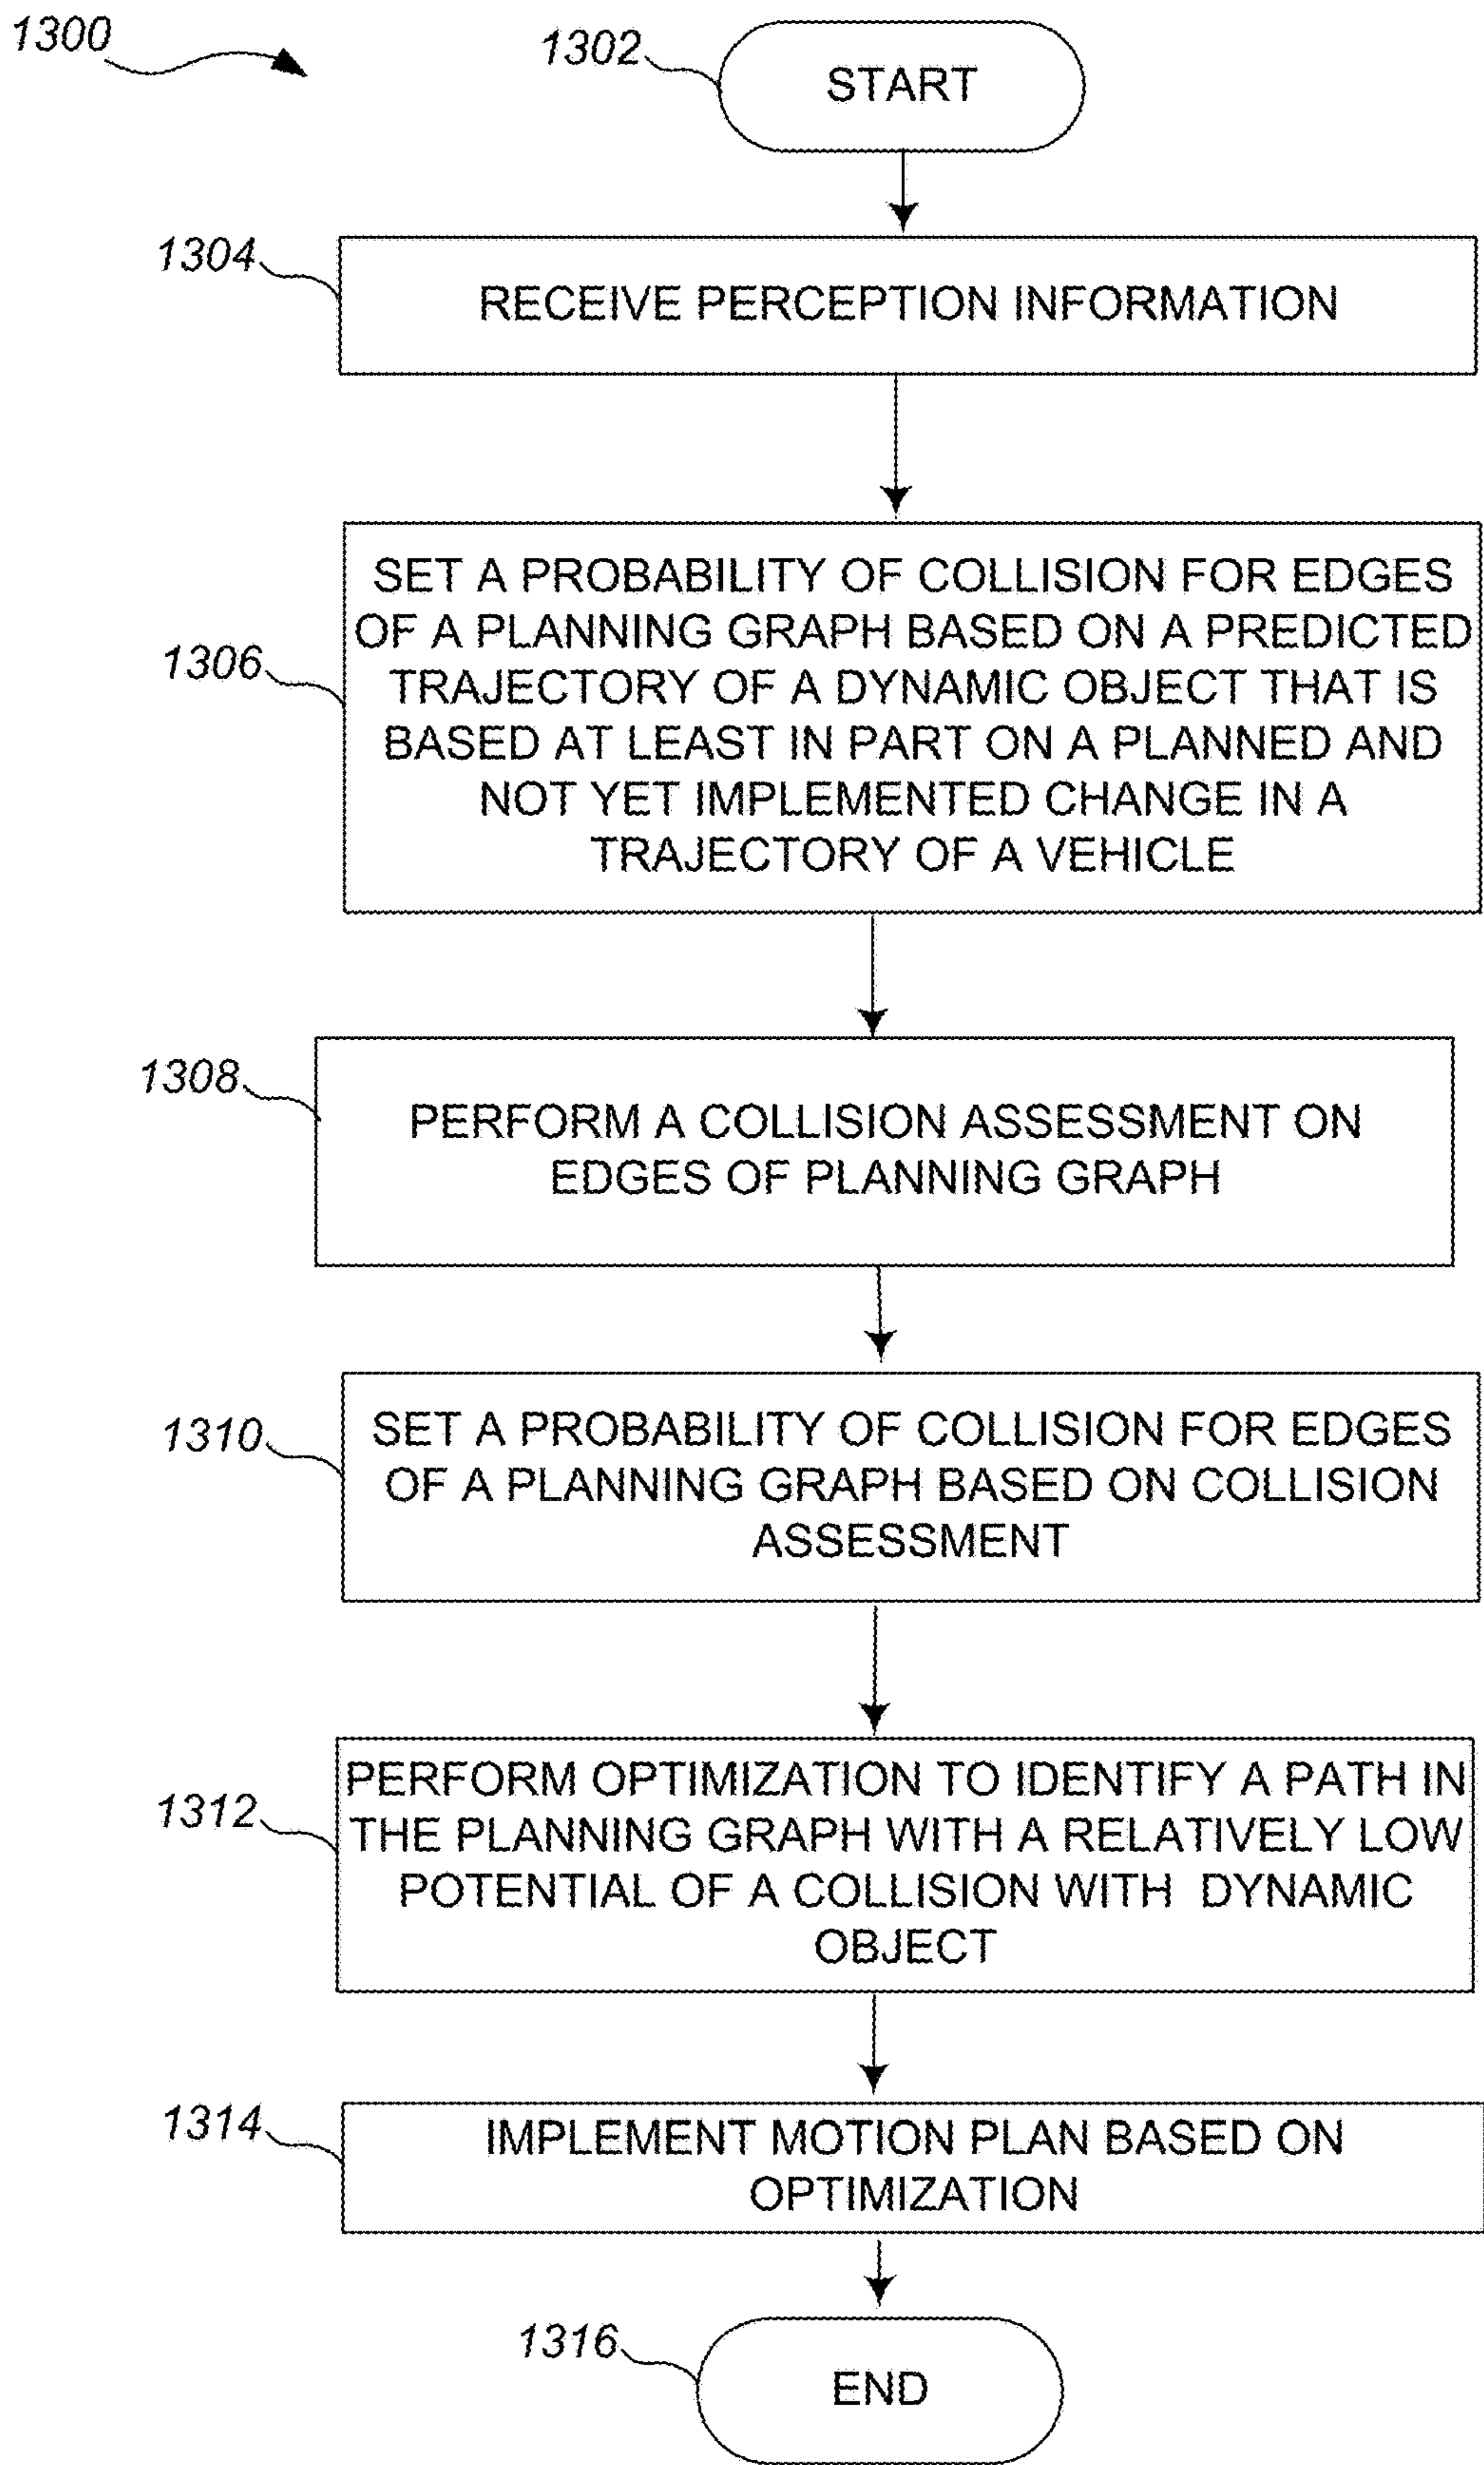 1300
1302
START
1304
RECEIVE PERCEPTION INFORMATION
1306
SET A PROBABILITY OF COLLISION FOR EDGES
OF A PLANNING GRAPH BASED ON A PREDICTED
TRAJECTORY OF A DYNAMIC OBJECT THAT IS
BASED AT LEAST IN PART ON A PLANNED AND
NOT YET IMPLEMENTED CHANGE IN A
TRAJECTORY OF A VEHICLE
1308
PERFORM A COLLISION ASSESSMENT ON
EDGES OF PLANNING GRAPH
1310
SET A PROBABILITY OF COLLISION FOR EDGES
OF A PLANNING GRAPH BASED ON COLLISION
ASSESSMENT
1312
PERFORM OPTIMIZATION TO IDENTIFY A PATH IN
THE PLANNING GRAPH WITH A RELATIVELY LOW
POTENTIAL OF A COLLISION WITH DYNAMIC
OBJECT
1314
IMPLEMENT MOTION PLAN BASED ON
OPTIMIZATION
1316
END